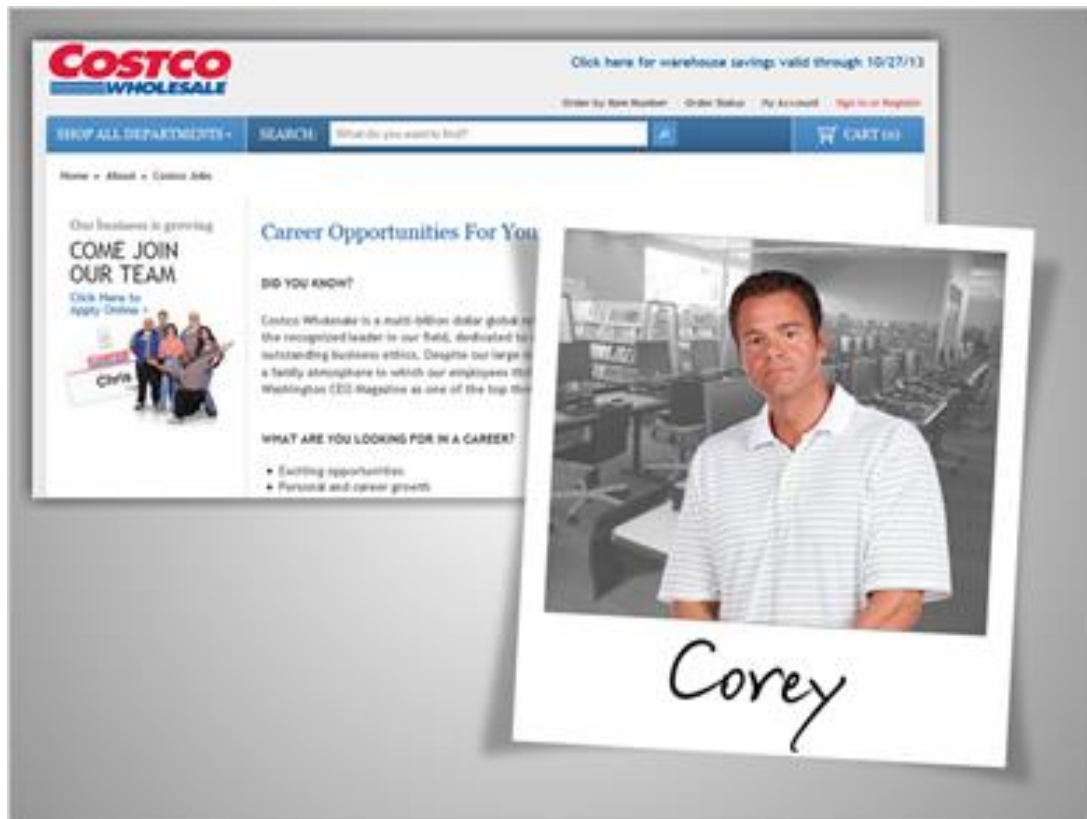 COSTCO
WHOLESALE
Click here for warehouse savings valid through 10/27/13
Order by Item Number Order Status My Account Sign In or Register
SHOP ALL DEPARTMENTS
SEARCH: What do you want to find?
CART (0)
Home » About » Costco Jobs
Our business is growing
COME JOIN
OUR TEAM
Click Here to
Apply Online >
Chris
Career Opportunities For You
DID YOU KNOW?
Costco Wholesale is a multi-billion dollar global
the recognized leader in our field, dedicated to
outstanding business ethics. Despite our large
a family atmosphere in which our employees
Washington CEO Magazine as one of the top
WHAT ARE YOU LOOKING FOR IN A CAREER?
• Exciting opportunities
• Personal and career growth
Corey